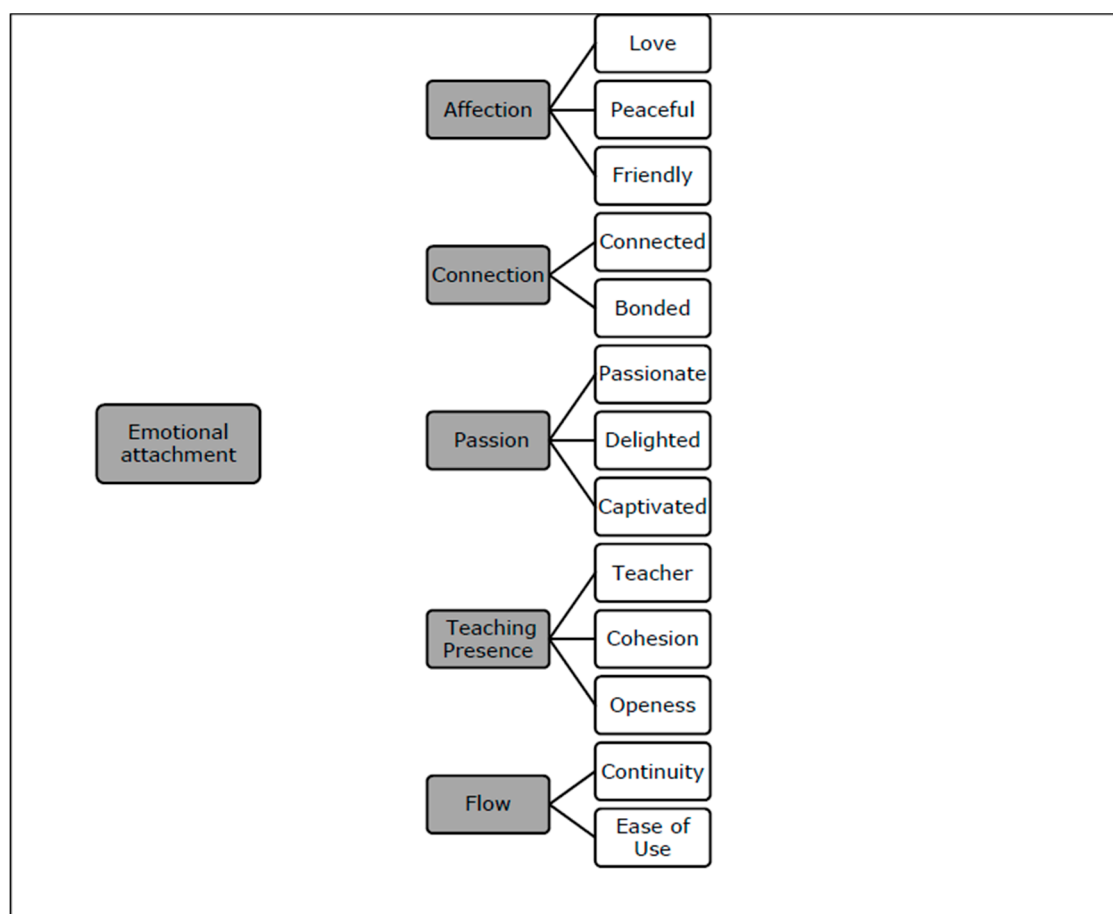 Love
Affection
Peaceful
Friendly
Connected
Connection
Bonded
Passionate
Emotional
attachment
Passion
Delighted
Captivated
Teacher
Teaching
Presence
Cohesion
Openess
Continuity
Flow
Ease of
Use